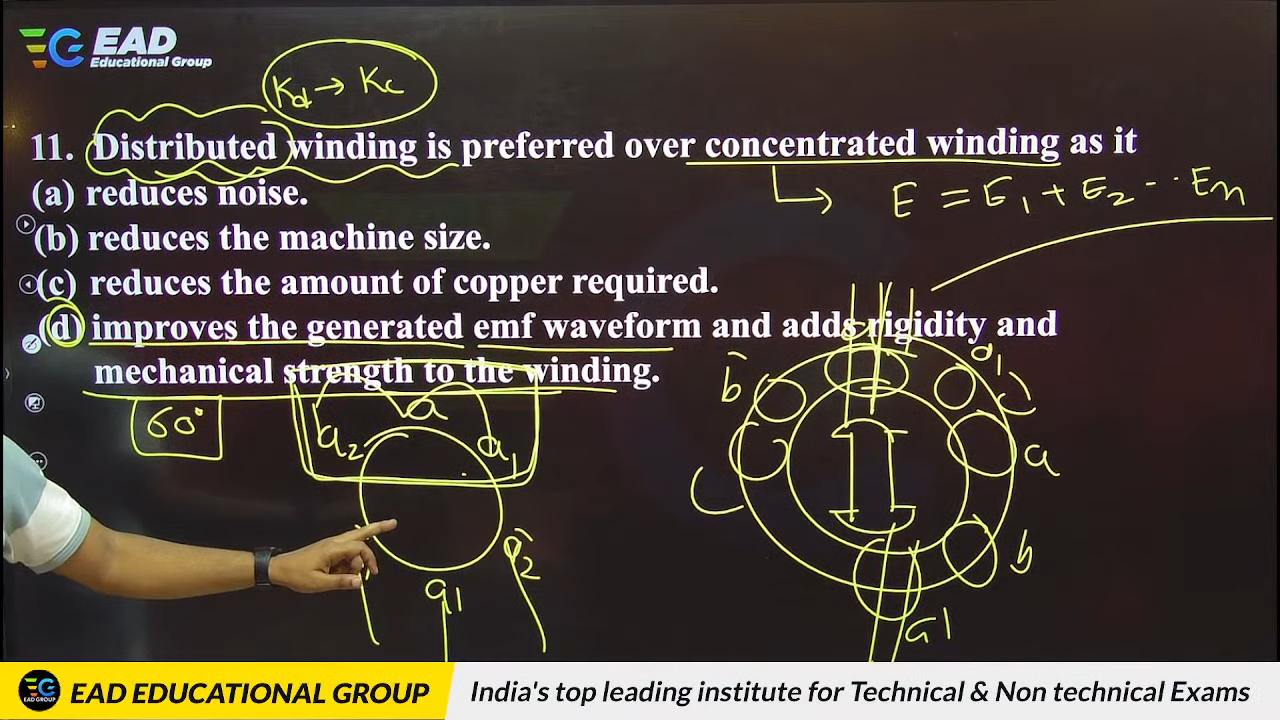 EAD
Educational Group
Kd → Kc
11. Distributed winding is preferred over concentrated winding as it
(a) reduces noise.
E = E1 + E2 -- En
(b) reduces the machine size.
(c) reduces the amount of copper required.
(d) improves the generated emf waveform and adds rigidity and
mechanical strength to the winding.
60°
a
a2
a1
b
a
c
b
EAD EDUCATIONAL GROUP
India's top leading institute for Technical & Non technical Exams